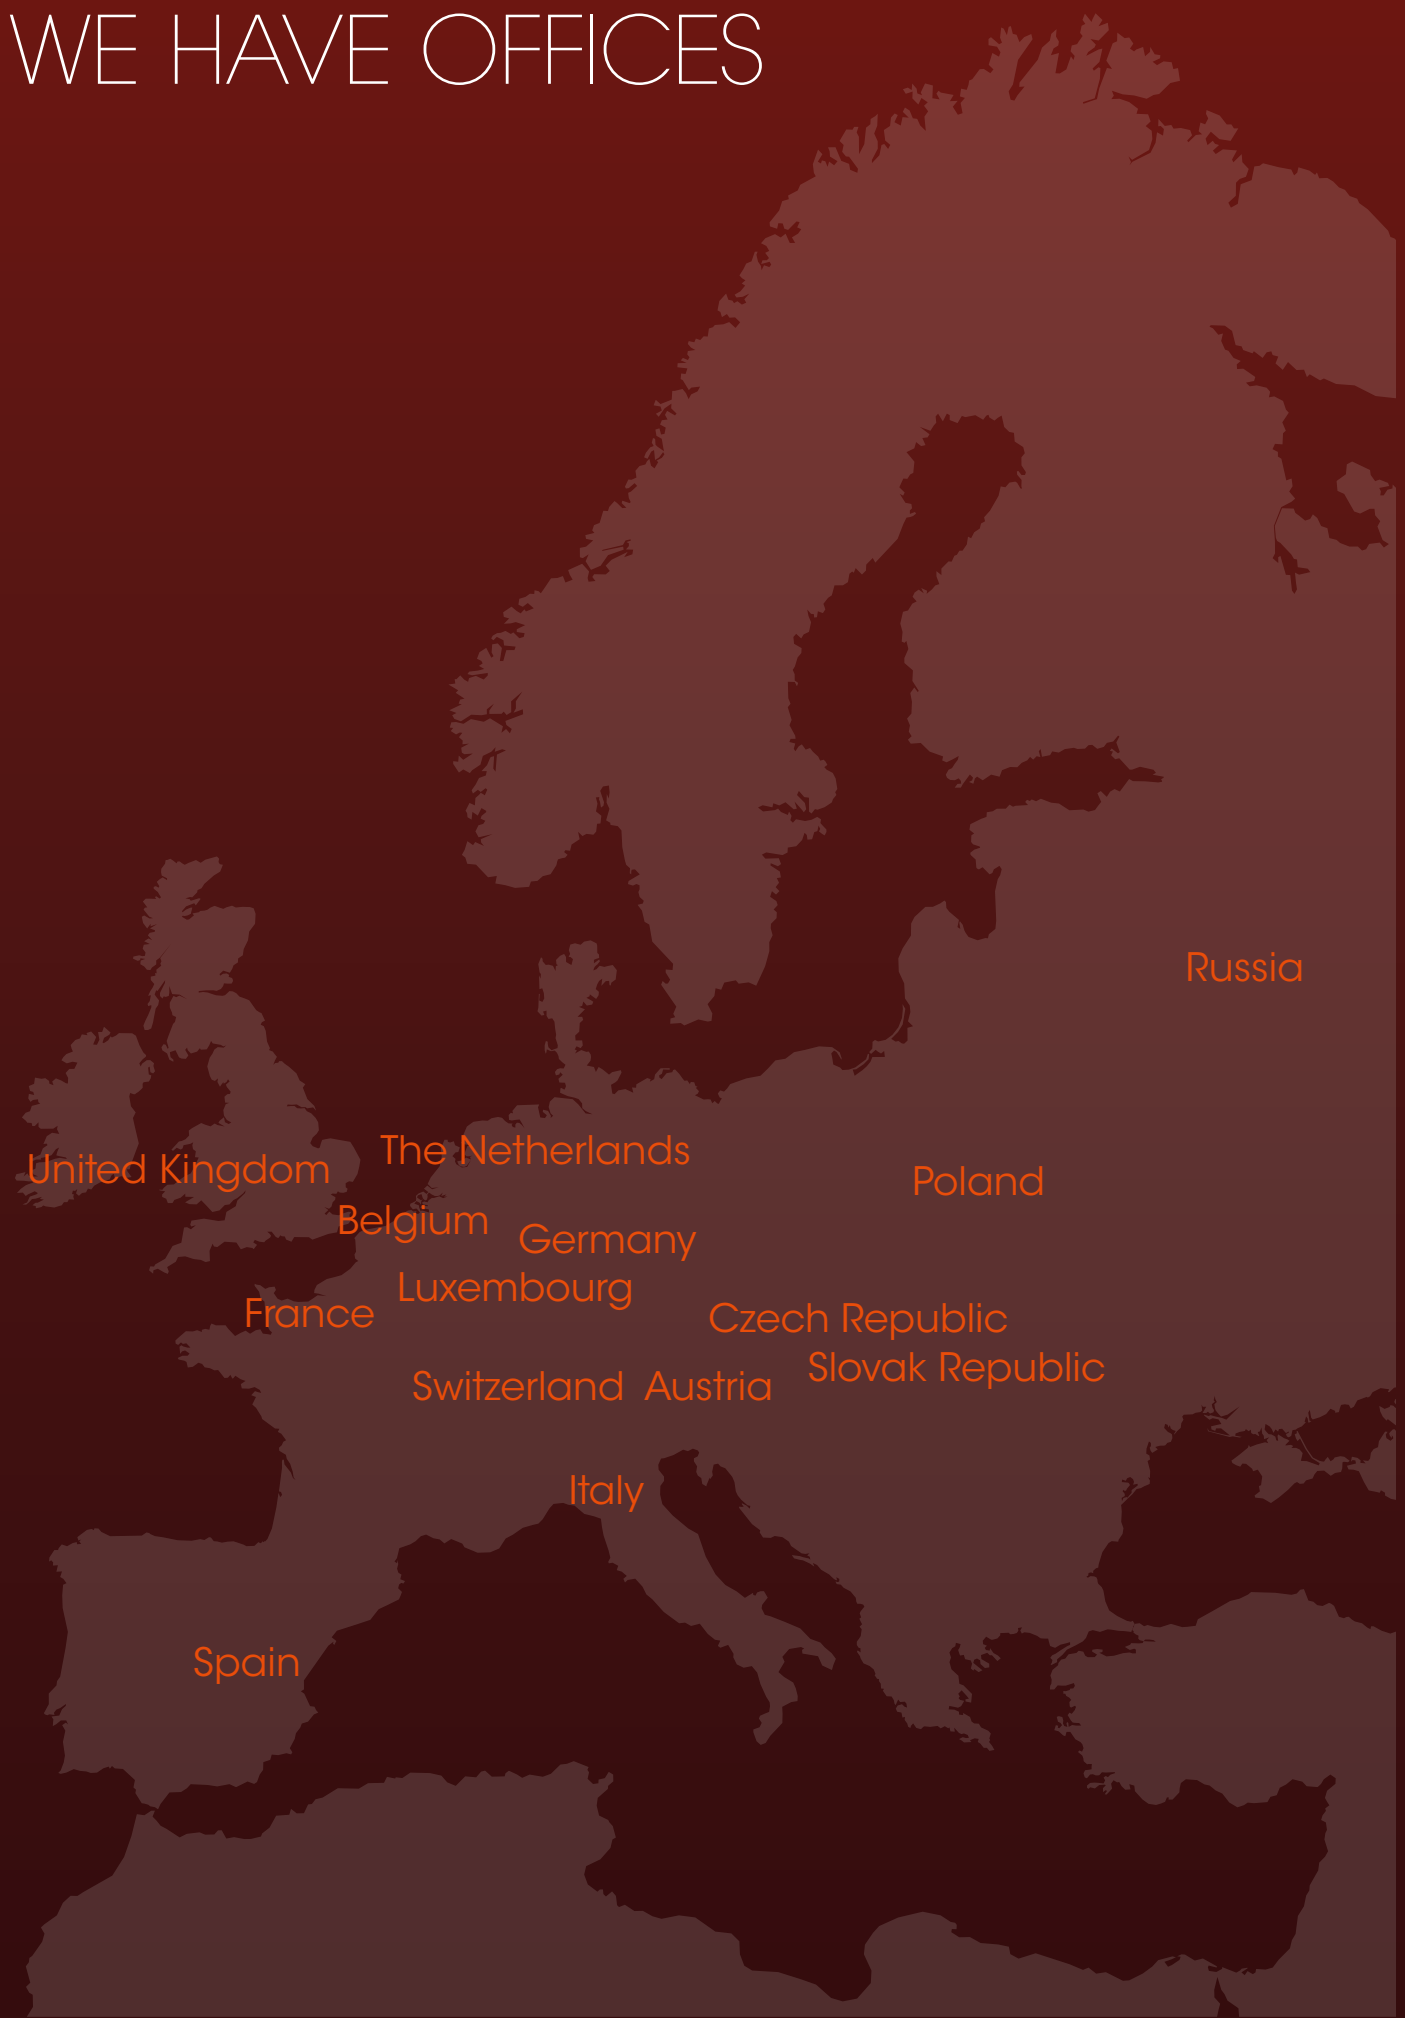 WE HAVE OFFICES
Russia
The Netherlands
United Kingdom
Poland
Belgium
Germany
Luxembourg
France
Czech Republic
Slovak Republic
Switzerland
Austria
Italy
Spain